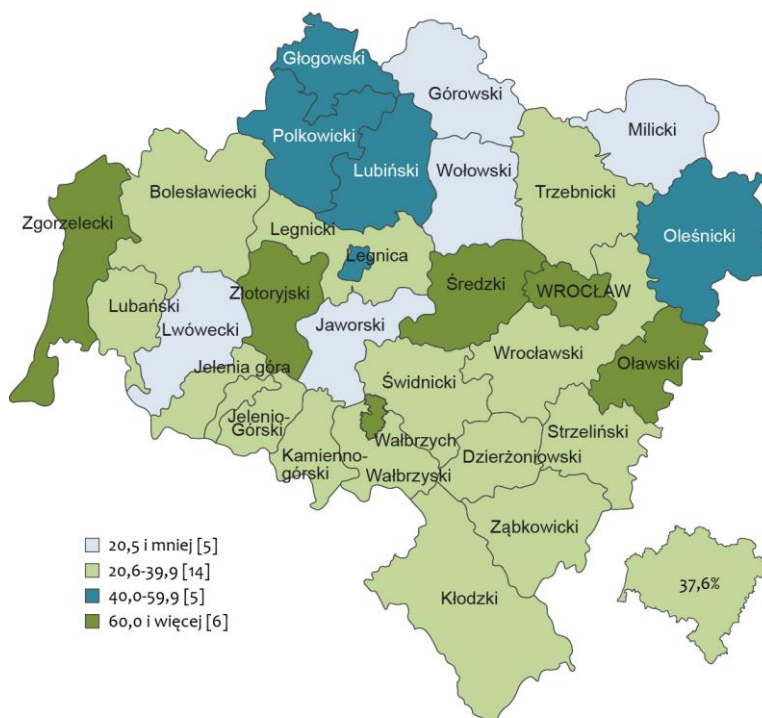 Głogowski
Górowski
Milicki
Polkowicki
Lubiński
Wołowski
Trzebnicki
Bolesławiecki
Zgorzelecki
Legnicki
Oleśnicki
Legnica
Lubański
Złotoryjski
Średzki
WROCŁAW
Lwówecki
Jaworski
Wrocławski
Jelenia góra
Oławski
Świdnicki
Jelenio-
Górski
Wałbrzych
Strzeliński
Kamienno-
górski
Wałbrzyski
Dzierżoniowski
Ząbkowicki
Kłodzki
20,5 i mniej [5]
20,6-39,9 [14]
40,0-59,9 [5]
60,0 i więcej [6]
37,6%